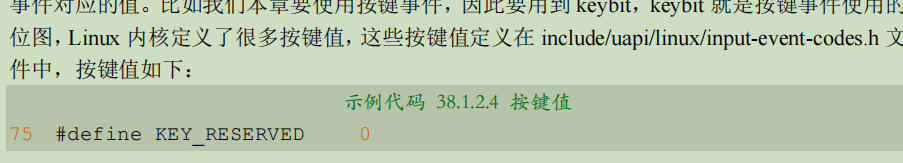 事件对应的值。比如我们本章要使用按键事件，因此要用到 keybit，keybit 就是按键事件使用的
位图，Linux 内核定义了很多按键值，这些按键值定义在 include/uapi/linux/input-event-codes.h 文
件中，按键值如下：
示例代码 38.1.2.4 按键值
75 #define KEY_RESERVED 0